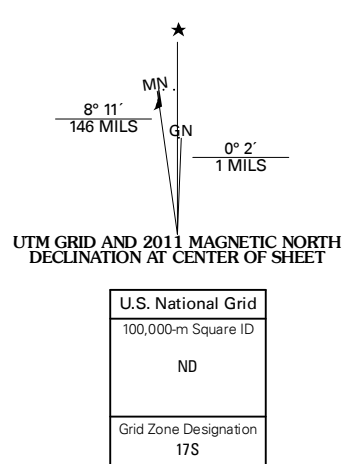 ★
MN
8° 11´
146 MILS
GN
0° 2´
1 MILS
UTM GRID AND 2011 MAGNETIC NORTH
DECLINATION AT CENTER OF SHEET
U.S. National Grid
100,000-m Square ID
ND
Grid Zone Designation
17S